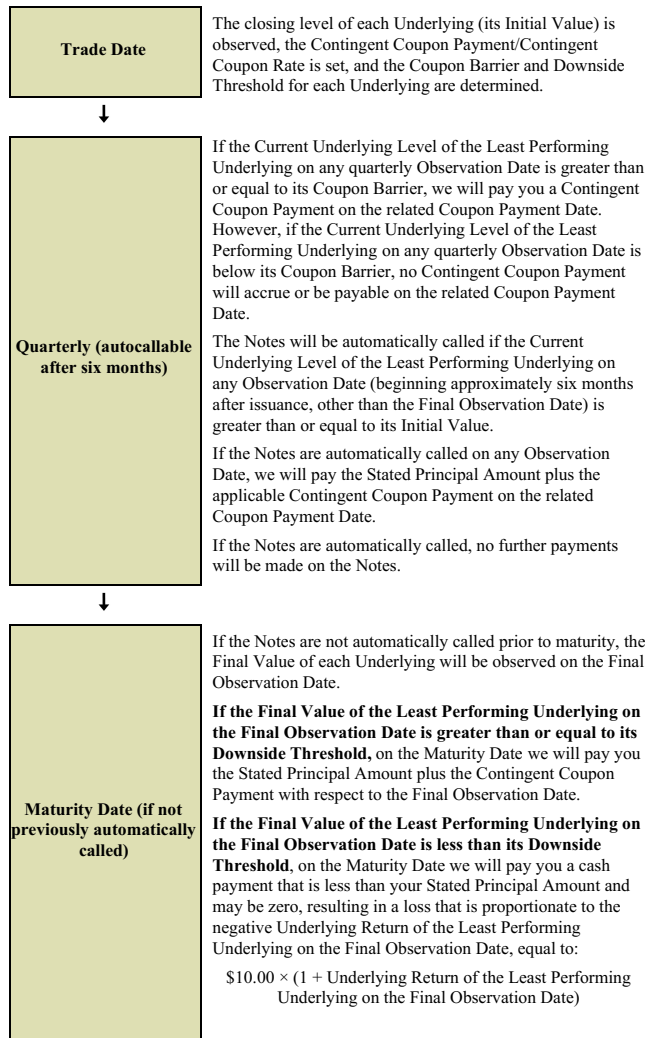 Trade Date
The closing level of each Underlying (its Initial Value) is
observed, the Contingent Coupon Payment/Contingent
Coupon Rate is set, and the Coupon Barrier and Downside
Threshold for each Underlying are determined.
Quarterly (autocallable
after six months)
If the Current Underlying Level of the Least Performing
Underlying on any quarterly Observation Date is greater than
or equal to its Coupon Barrier, we will pay you a Contingent
Coupon Payment on the related Coupon Payment Date.
However, if the Current Underlying Level of the Least
Performing Underlying on any quarterly Observation Date is
below its Coupon Barrier, no Contingent Coupon Payment
will accrue or be payable on the related Coupon Payment
Date.
The Notes will be automatically called if the Current
Underlying Level of the Least Performing Underlying on
any Observation Date (beginning approximately six months
after issuance, other than the Final Observation Date) is
greater than or equal to its Initial Value.
If the Notes are automatically called on any Observation
Date, we will pay the Stated Principal Amount plus the
applicable Contingent Coupon Payment on the related
Coupon Payment Date.
If the Notes are automatically called, no further payments
will be made on the Notes.
Maturity Date (if not
previously automatically
called)
If the Notes are not automatically called prior to maturity, the
Final Value of each Underlying will be observed on the Final
Observation Date.
If the Final Value of the Least Performing Underlying on
the Final Observation Date is greater than or equal to its
Downside Threshold, on the Maturity Date we will pay you
the Stated Principal Amount plus the Contingent Coupon
Payment with respect to the Final Observation Date.
If the Final Value of the Least Performing Underlying on
the Final Observation Date is less than its Downside
Threshold, on the Maturity Date we will pay you a cash
payment that is less than your Stated Principal Amount and
may be zero, resulting in a loss that is proportionate to the
negative Underlying Return of the Least Performing
Underlying on the Final Observation Date, equal to:
$10.00 × (1 + Underlying Return of the Least Performing
Underlying on the Final Observation Date)